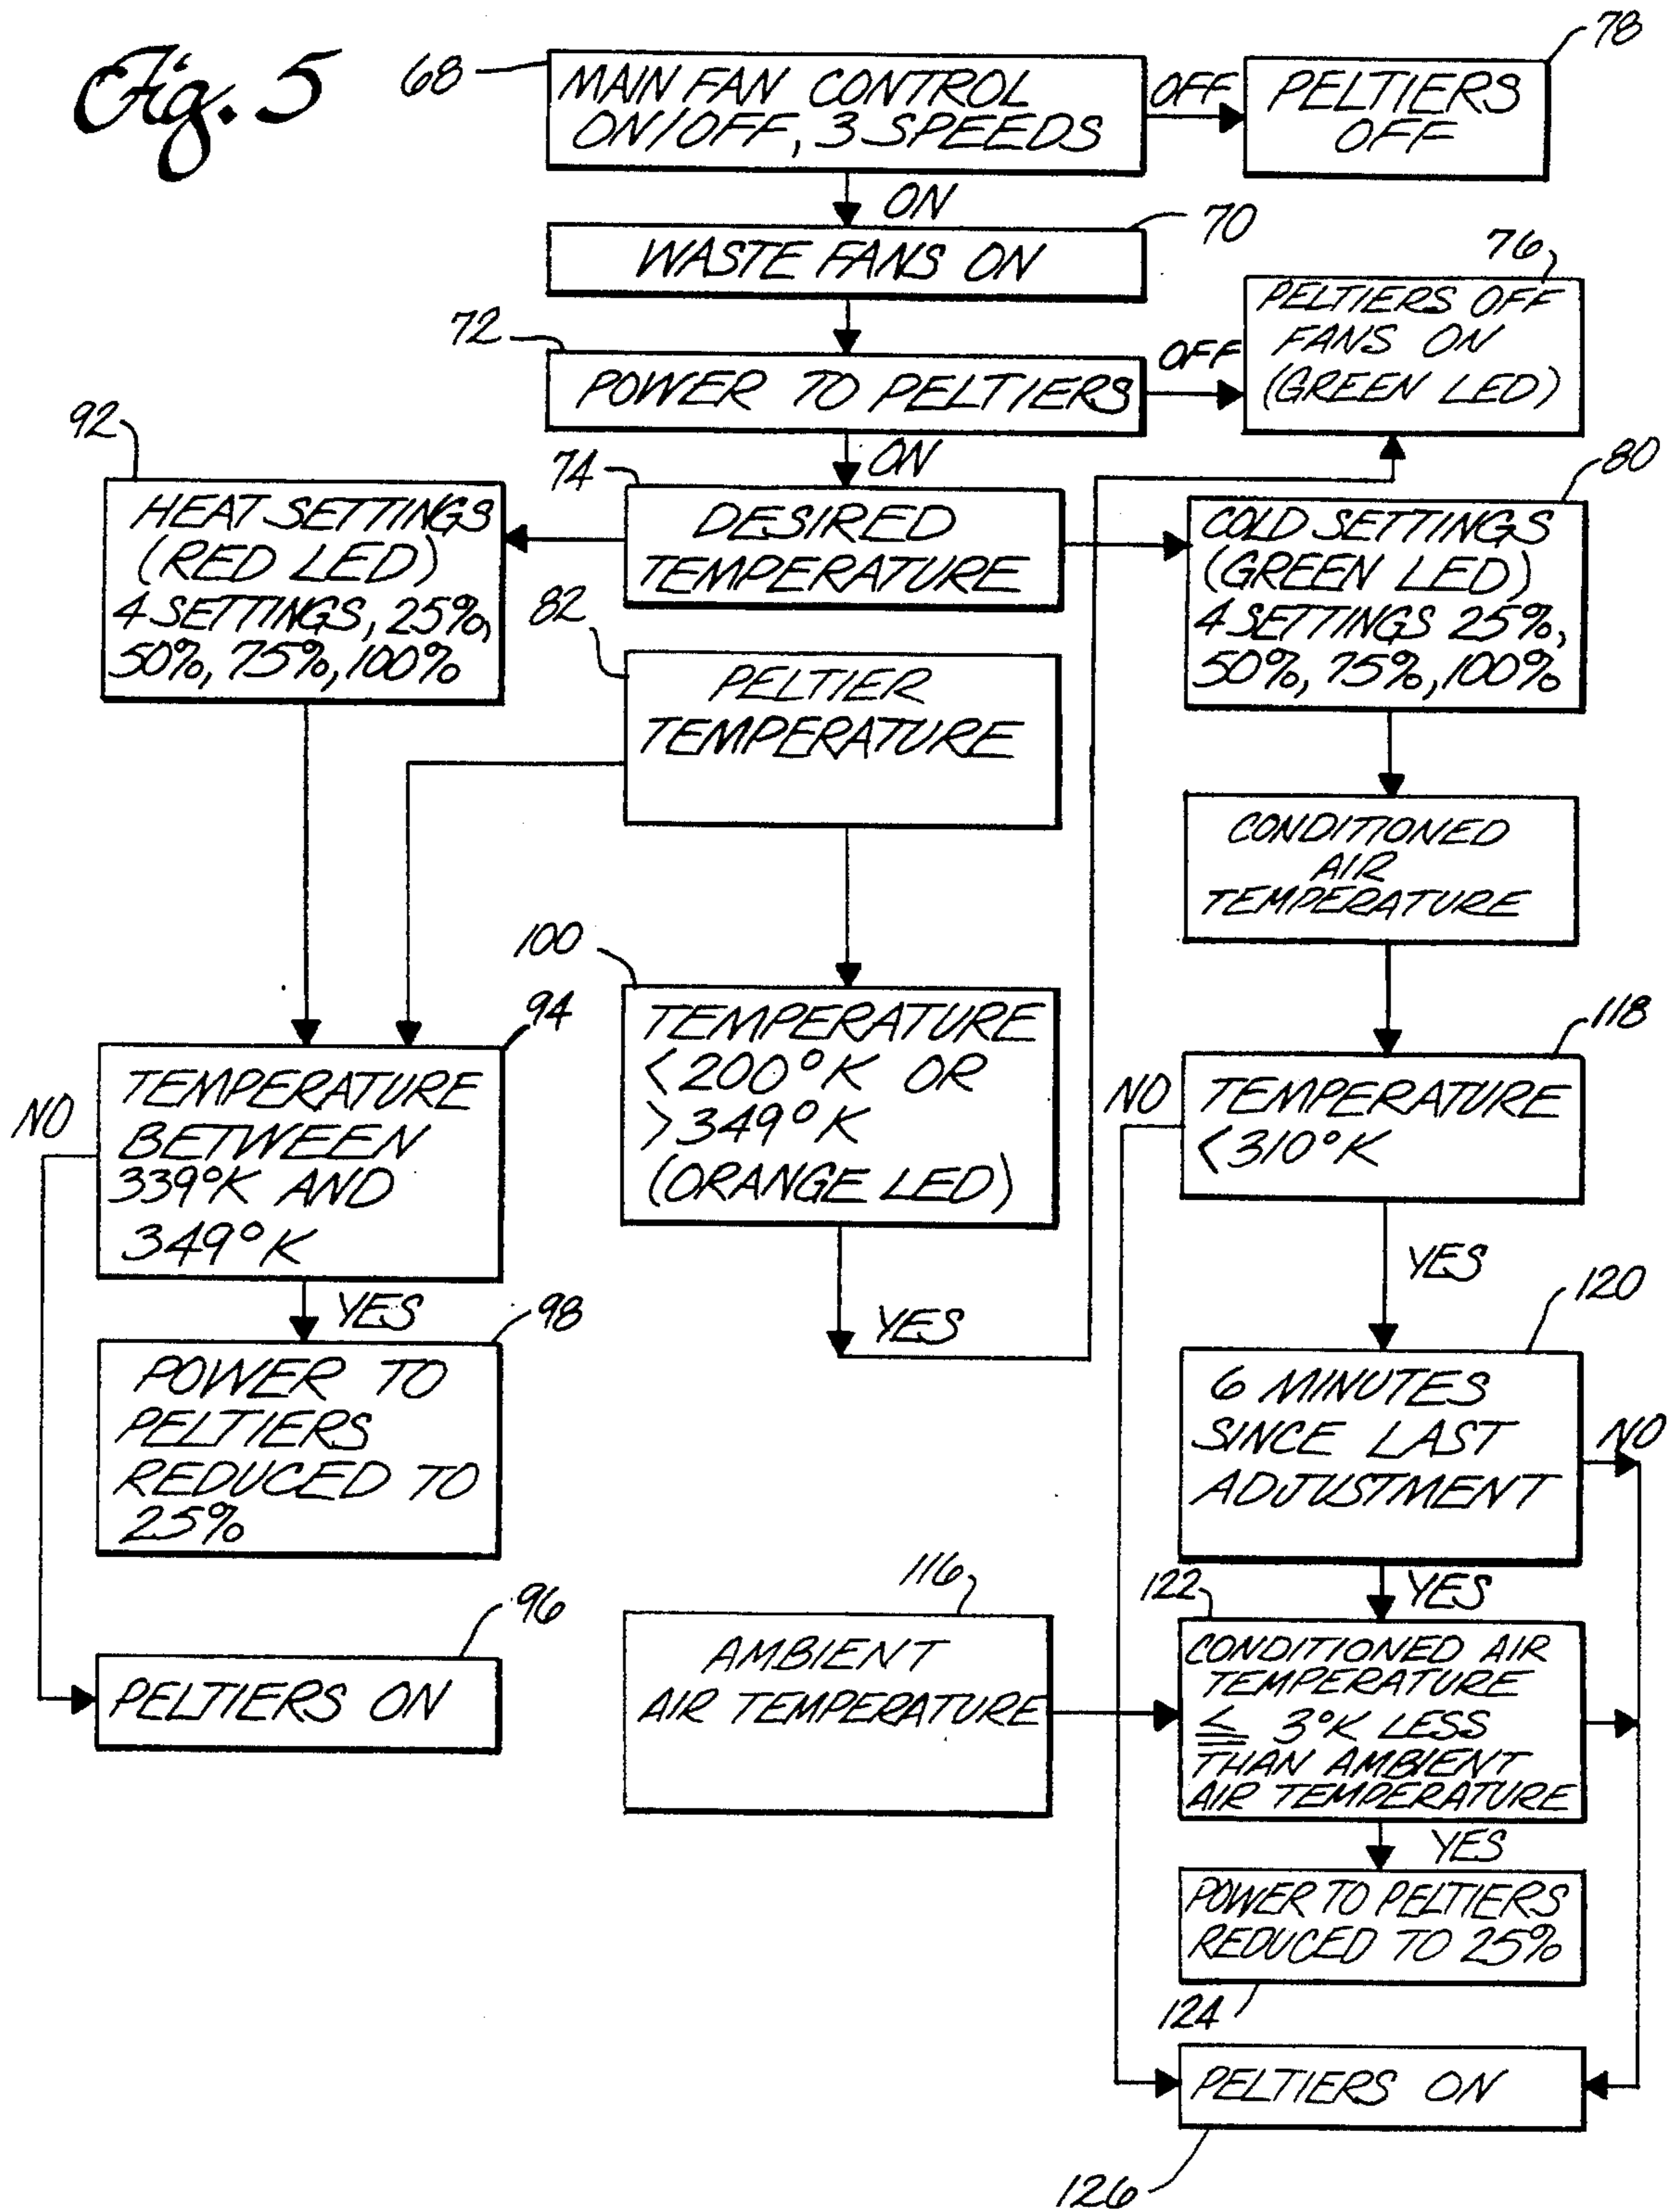 Fig. 5
68
MAIN FAN CONTROL
ON/OFF, 3 SPEEDS
OFF
78
PELTIERS
OFF
ON
70
WASTE FANS ON
72
POWER TO PELTIERS
OFF
76
PELTIERS OFF
FANS ON
(GREEN LED)
ON
74
DESIRED
TEMPERATURE
92
HEAT SETTINGS
(RED LED)
4 SETTINGS, 25%,
50%, 75%, 100%
80
COLD SETTINGS
(GREEN LED)
4 SETTINGS 25%,
50%, 75%, 100%
82
PELTIER
TEMPERATURE
CONDITIONED
AIR
TEMPERATURE
94
TEMPERATURE
BETWEEN
339°K AND
349°K
NO
YES
100
TEMPERATURE
<200°K OR
>349°K
(ORANGE LED)
YES
118
TEMPERATURE
<310°K
NO
YES
98
POWER TO
PELTIERS
REDUCED TO
25%
120
6 MINUTES
SINCE LAST
ADJUSTMENT
NO
YES
96
PELTIERS ON
116
AMBIENT
AIR TEMPERATURE
122
CONDITIONED AIR
TEMPERATURE
≦ 3°K LESS
THAN AMBIENT
AIR TEMPERATURE
YES
POWER TO PELTIERS
REDUCED TO 25%
124
PELTIERS ON
126